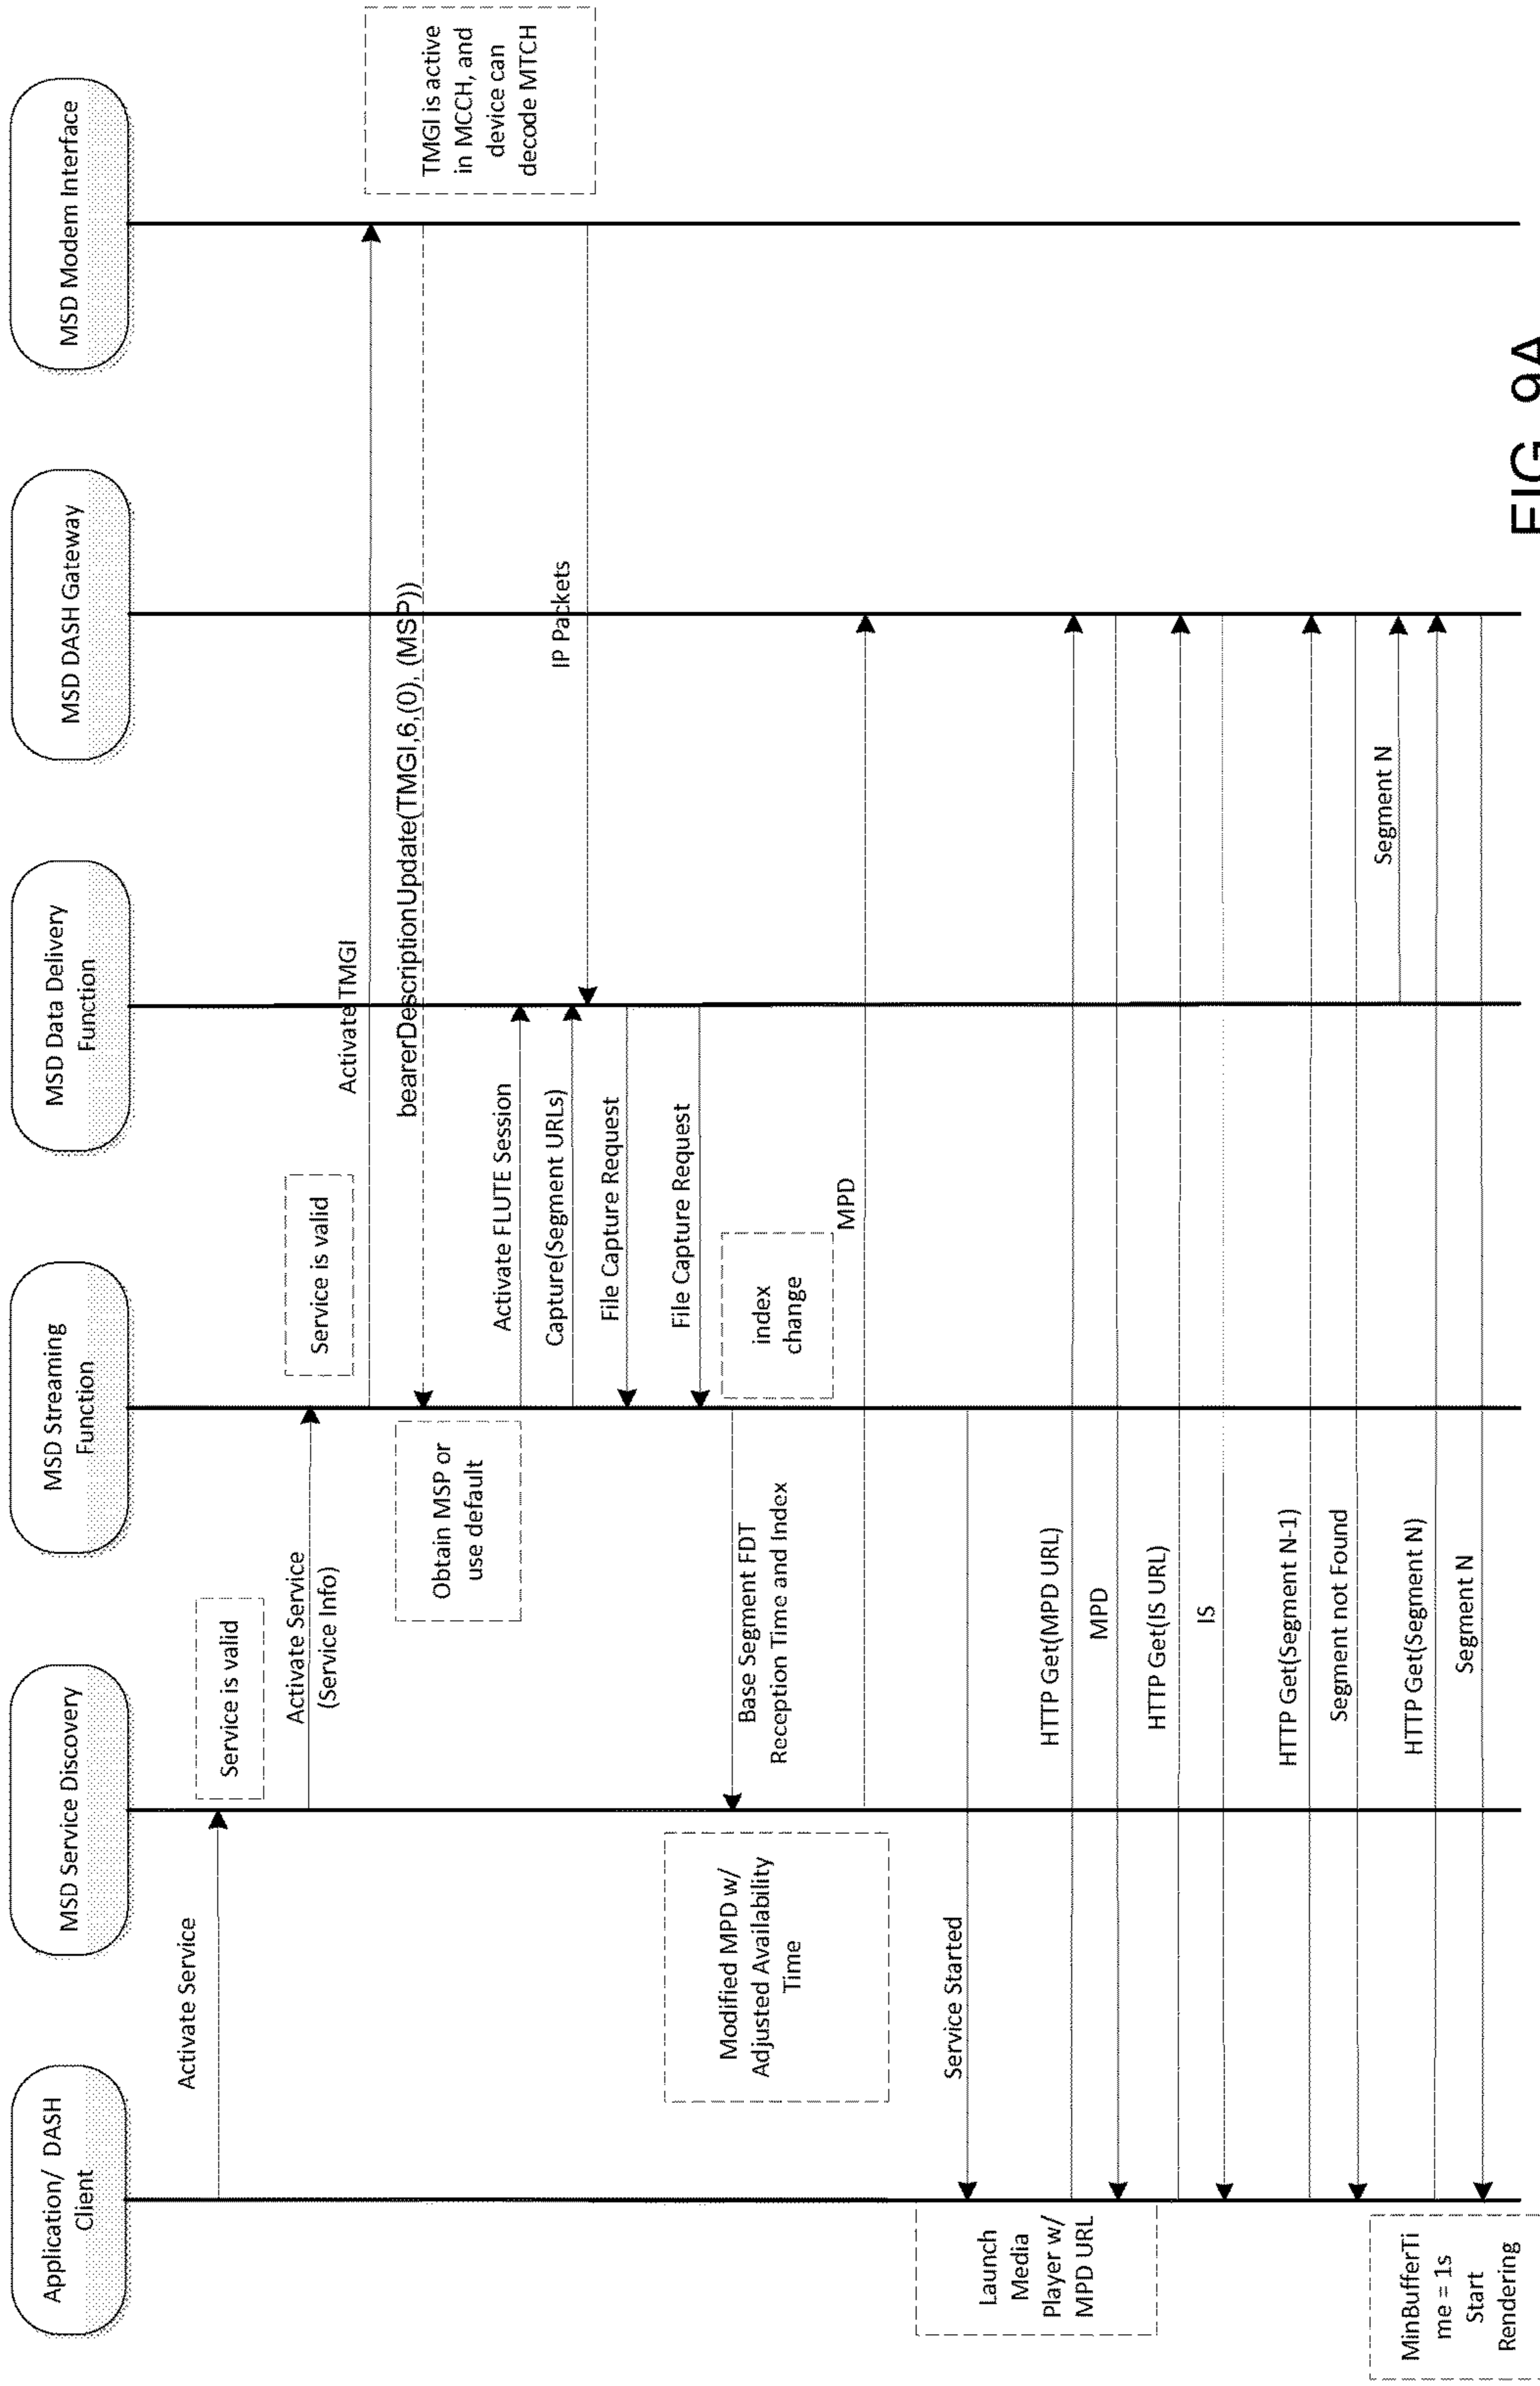 Application/ DASH
Client
MSD Service Discovery
MSD Streaming
Function
MSD Data Delivery
Function
MSD DASH Gateway
MSD Modem Interface
Activate Service
Service is valid
Activate Service
(Service Info)
Service is valid
Activate TMGI
TMGI is active
in MCCH, and
device can
decode MTCH
bearerDescriptionUpdate(TMGI,6,(0), (MSP))
Obtain MSP or
use default
Activate FLUTE Session
Capture(Segment URLs)
IP Packets
File Capture Request
File Capture Request
Base Segment FDT
Reception Time and Index
index
change
Modified MPD w/
Adjusted Availability
Time
MPD
Service Started
Launch
Media
Player w/
MPD URL
HTTP Get(MPD URL)
MPD
HTTP Get(IS URL)
IS
HTTP Get(Segment N-1)
Segment not Found
Segment N
HTTP Get(Segment N)
Segment N
MinBufferTi
me = 1s
Start
Rendering
FIG. 9A